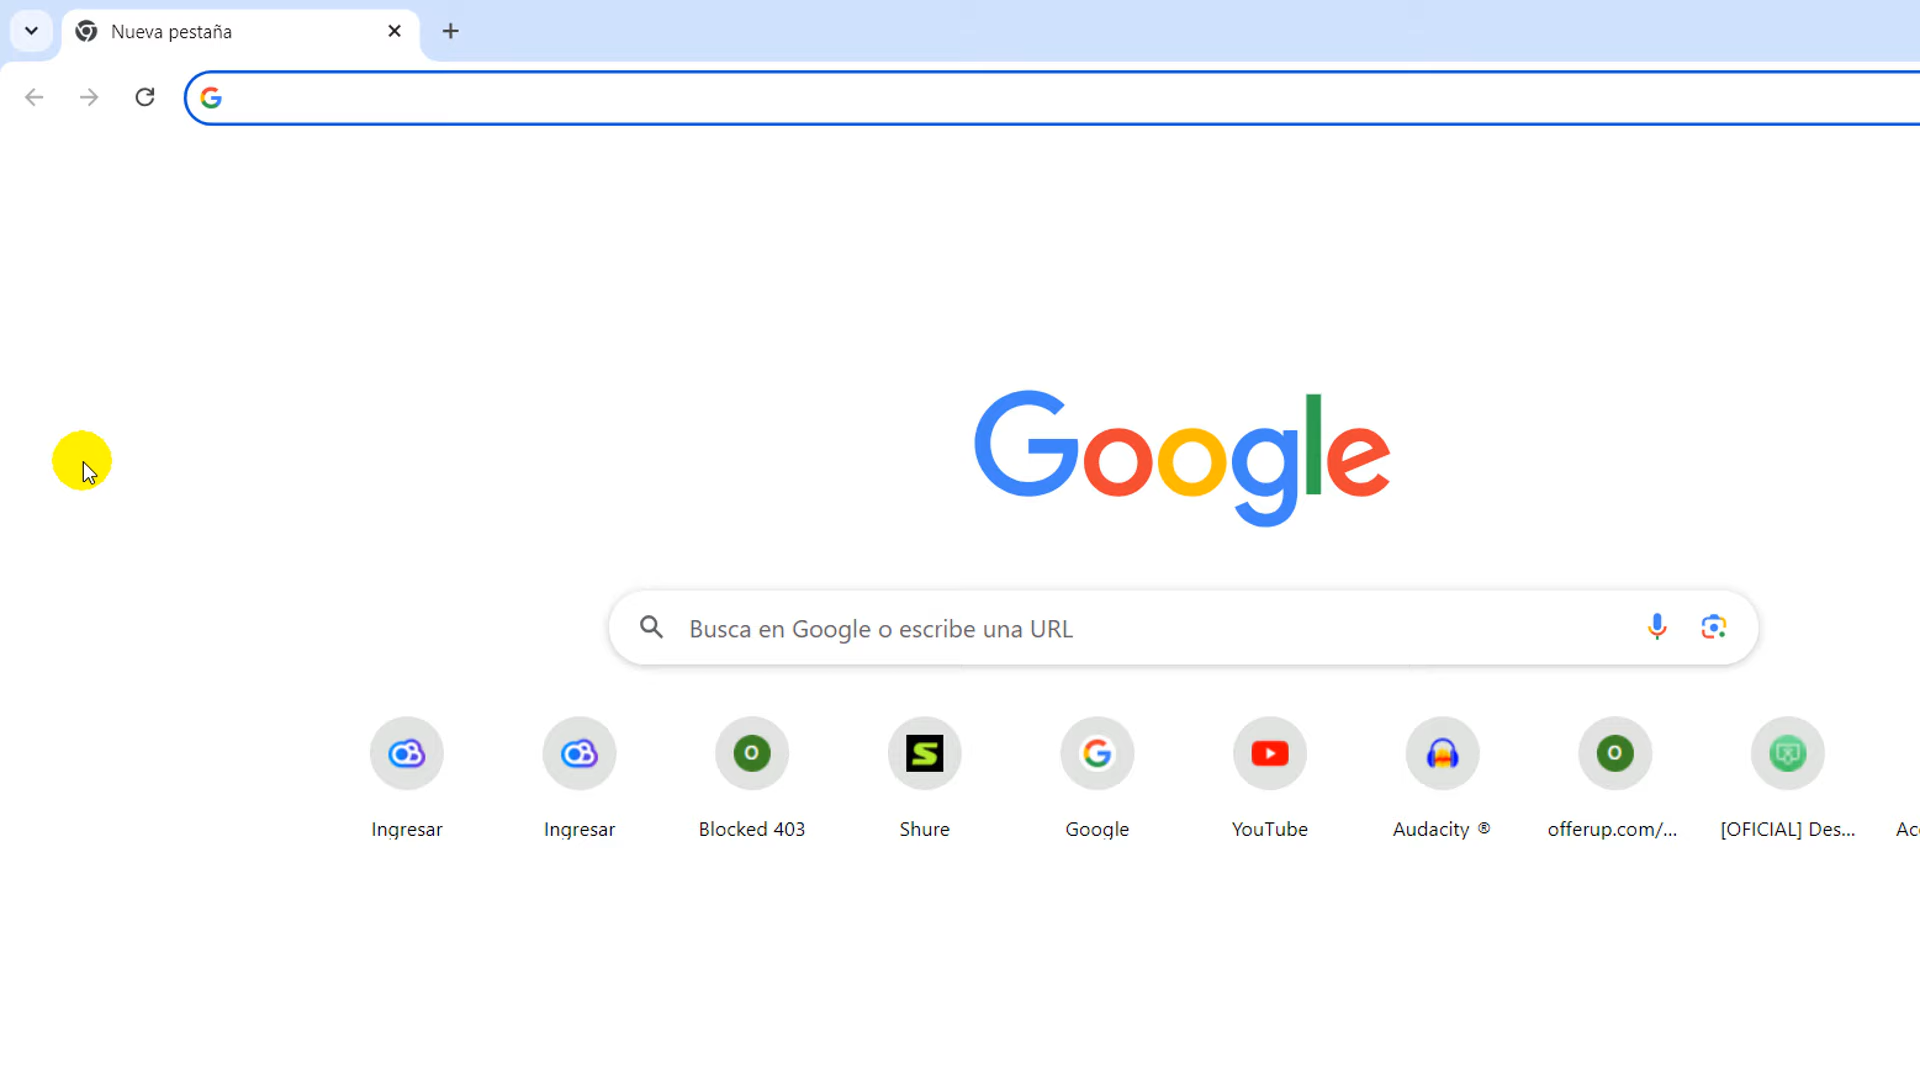 Nueva pestaña
Google
Busca en Google o escribe una URL
Ingresar
Ingresar
Blocked 403
Shure
Google
YouTube
Audacity ®
offerup.com/...
[OFICIAL] Des...